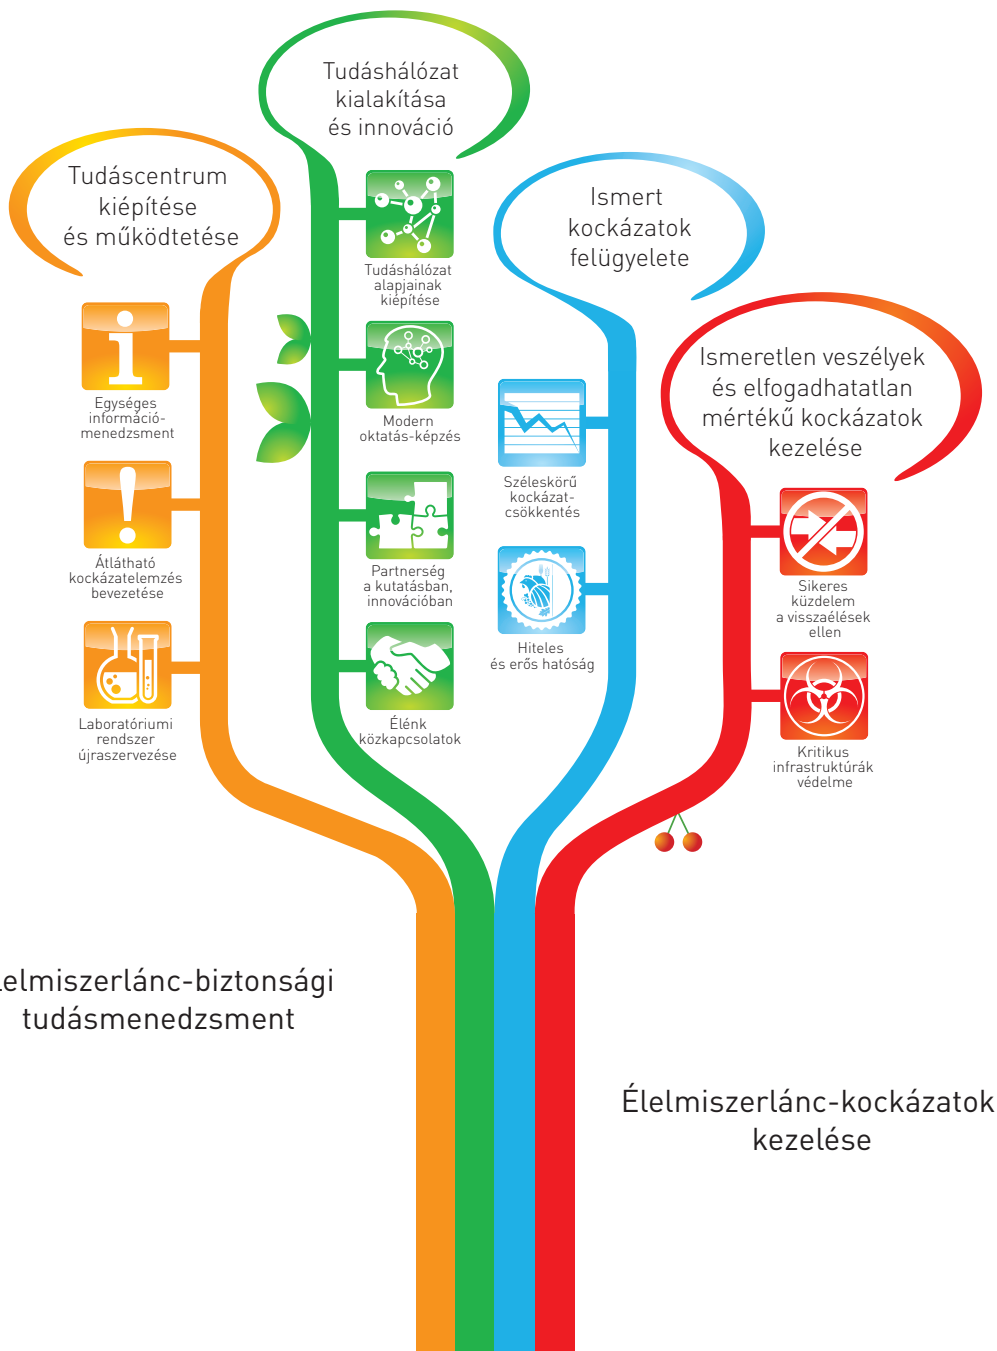 Tudáshálózat
kialakítása
és innováció
Tudáscentrum
kiépítése
és működtetése
Ismert
kockázatok
felügyelete
Ismeretlen veszélyek
és elfogadhatatlan
mértékű kockázatok
kezelése
Egységes
információ-
menedzsment
Átlátható
kockázatelemzés
bevezetése
Laboratóriumi
rendszer
újraszervezése
Tudáshálózat
alapjainak
kiépítése
Modern
oktatás-képzés
Partnerség
a kutatásban,
innovációban
Élénk
közkapcsolatok
Széleskörű
kockázat-
csökkentés
Hiteles
és erős hatóság
Sikeres
küzdelem
a visszaélések
ellen
Kritikus
infrastruktúrák
védelme
lelmiszerlánc-biztonsági
tudásmenedzsment
Élelmiszerlánc-kockázatok
kezelése